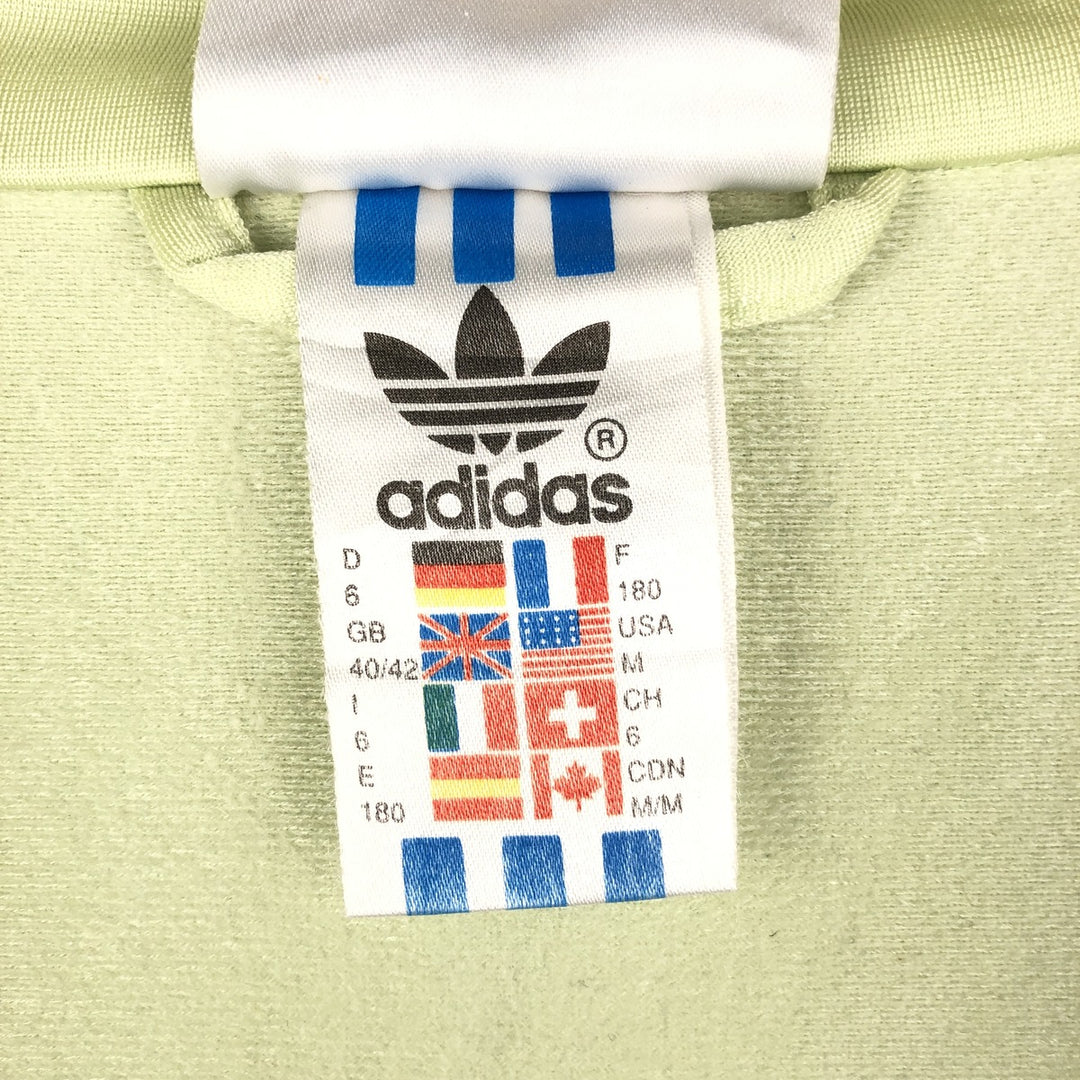 ®
adidas
D F
6 180
GB USA
40/42 M
I CH
6 6
E CDN
180 M/M